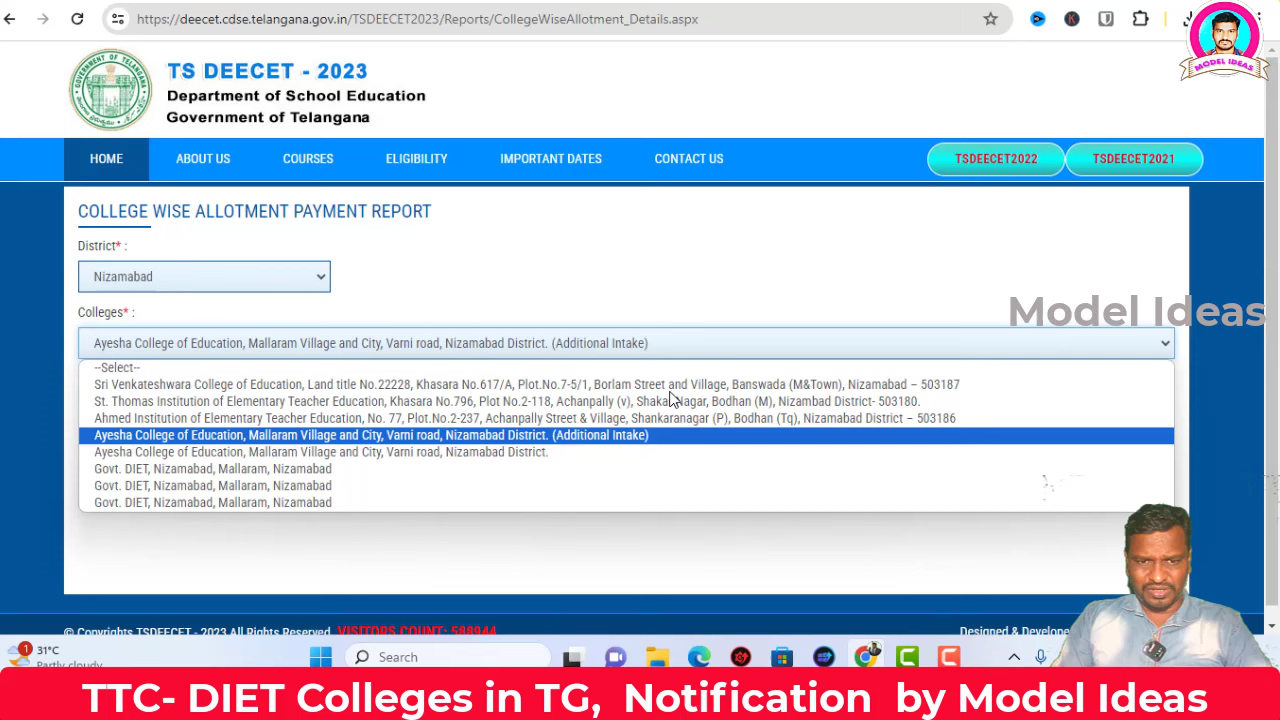 https://deecet.cdse.telangana.gov.in/TSDEECET2023/Reports/CollegeWiseAllotment_Details.aspx
MODEL IDEAS
TS DEECET - 2023
Department of School Education
Government of Telangana
HOME ABOUT US COURSES ELIGIBILITY IMPORTANT DATES CONTACT US TSDEECET2022 TSDEECET2021
COLLEGE WISE ALLOTMENT PAYMENT REPORT
District* :
Nizamabad
Colleges* :
Model Ideas
Ayesha College of Education, Mallaram Village and City, Varni road, Nizamabad District. (Additional Intake)
--Select--
Sri Venkateshwara College of Education, Land title No.22228, Khasara No.617/A, Plot.No.7-5/1, Borlam Street and Village, Banswada (M&Town), Nizamabad – 503187
St. Thomas Institution of Elementary Teacher Education, Khasara No.796, Plot No.2-118, Achanpally (v), Nagar, Bodhan (M), Nizambad District- 503180.
Ahmed Institution of Elementary Teacher Education, No. 77, Plot.No.2-237, Achanpally Street & Village, Shankaranagar (P), Bodhan (Tq), Nizamabad District – 503186
Ayesha College of Education, Mallaram Village and City, Varni road, Nizamabad District. (Additional Intake)
Ayesha College of Education, Mallaram Village and City, Varni road, Nizamabad District.
Govt. DIET, Nizamabad, Mallaram, Nizamabad
Govt. DIET, Nizamabad, Mallaram, Nizamabad
Govt. DIET, Nizamabad, Mallaram, Nizamabad
© Copyrights TSDEECET - 2023 All Rights Reserved. VISITORS COUNT: 588944 Designed & Develope
1
31°C
Partly cloudy
Search
TTC- DIET Colleges in TG, Notification by Model Ideas